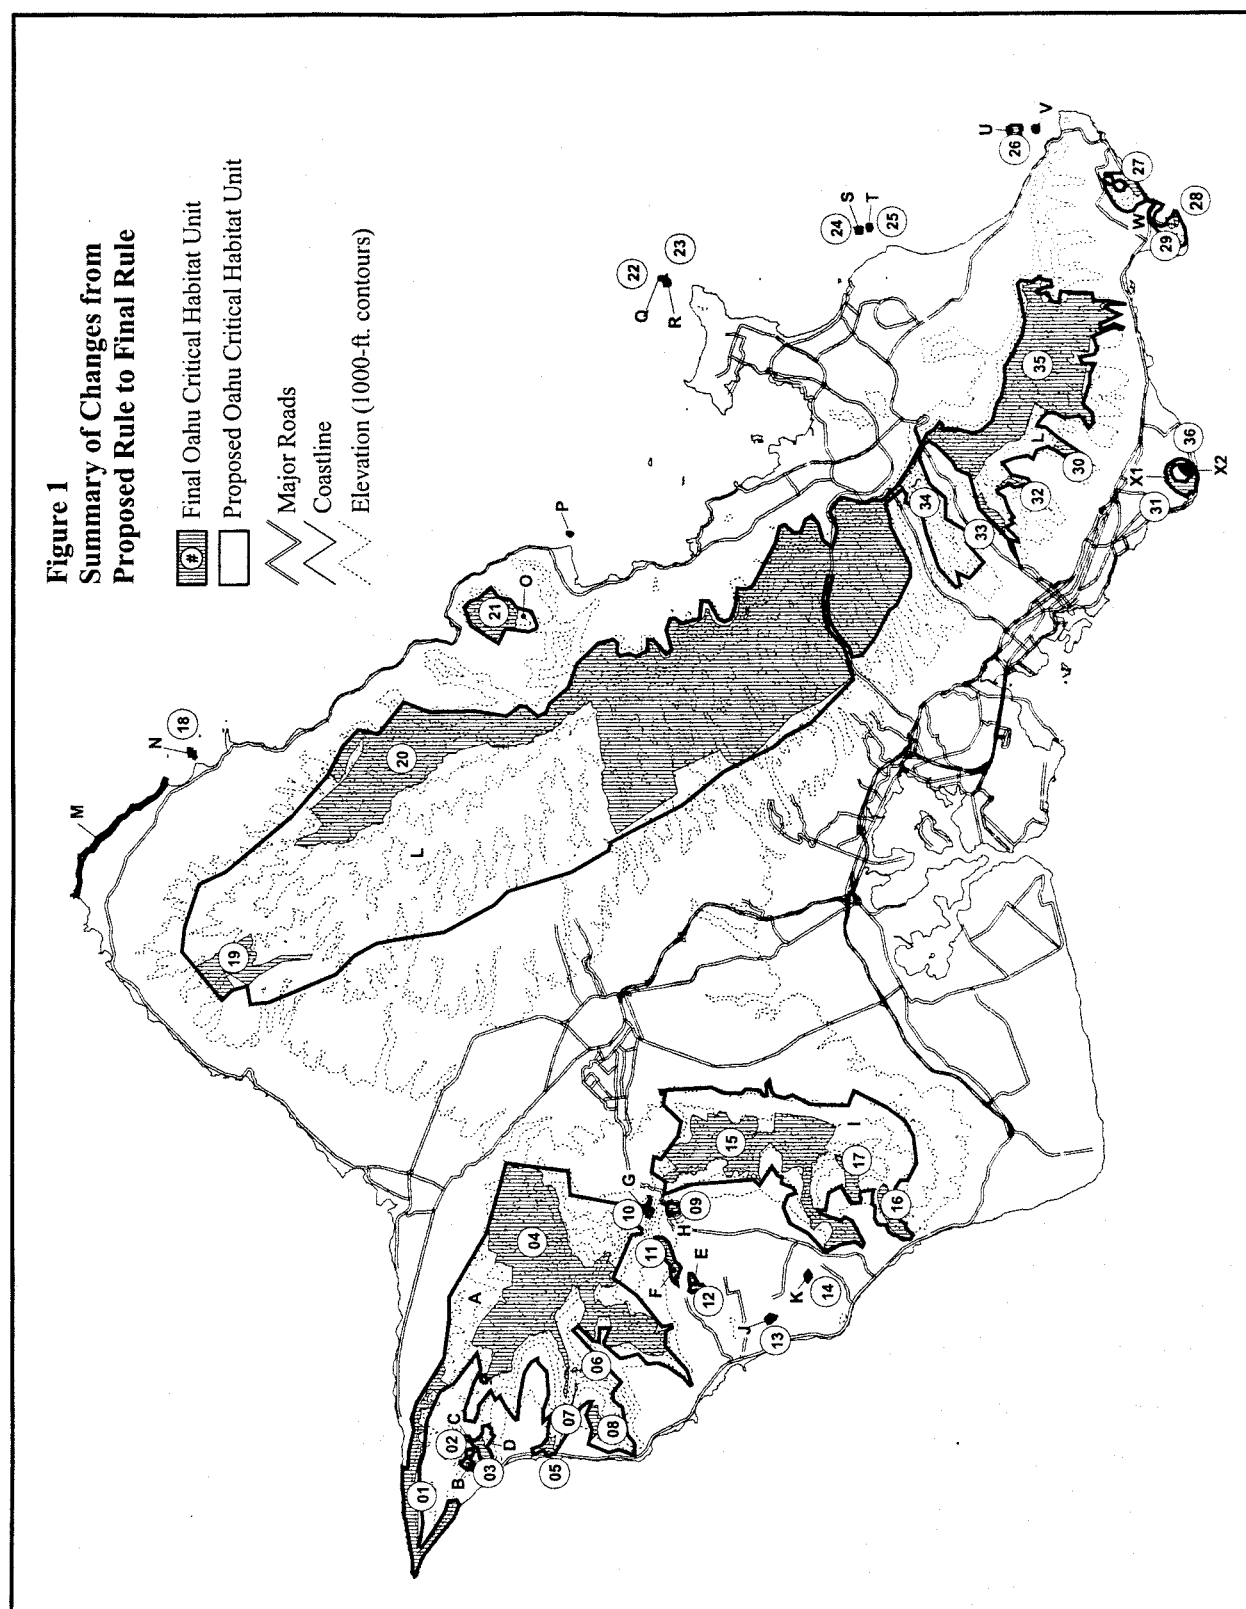 Figure 1
Summary of Changes from
Proposed Rule to Final Rule
# Final Oahu Critical Habitat Unit
Proposed Oahu Critical Habitat Unit
Major Roads
Coastline
Elevation (1000-ft. contours)
M
N
18
19
20
L
21
O
P
Q
22
R
23
24
S
T
25
U
26
V
27
W
28
29
35
L
30
32
33
34
31
X1
36
X2
01
02
C
B
03
D
05
07
08
06
A
04
F
11
10
G
H
09
E
12
J
13
K
14
15
I
17
16